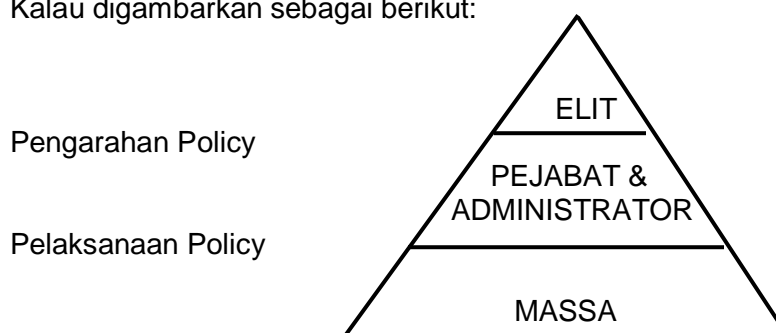 Kalau digambarkan sebagai berikut:
ELIT
Pengarahan Policy
PEJABAT &
ADMINISTRATOR
Pelaksanaan Policy
MASSA